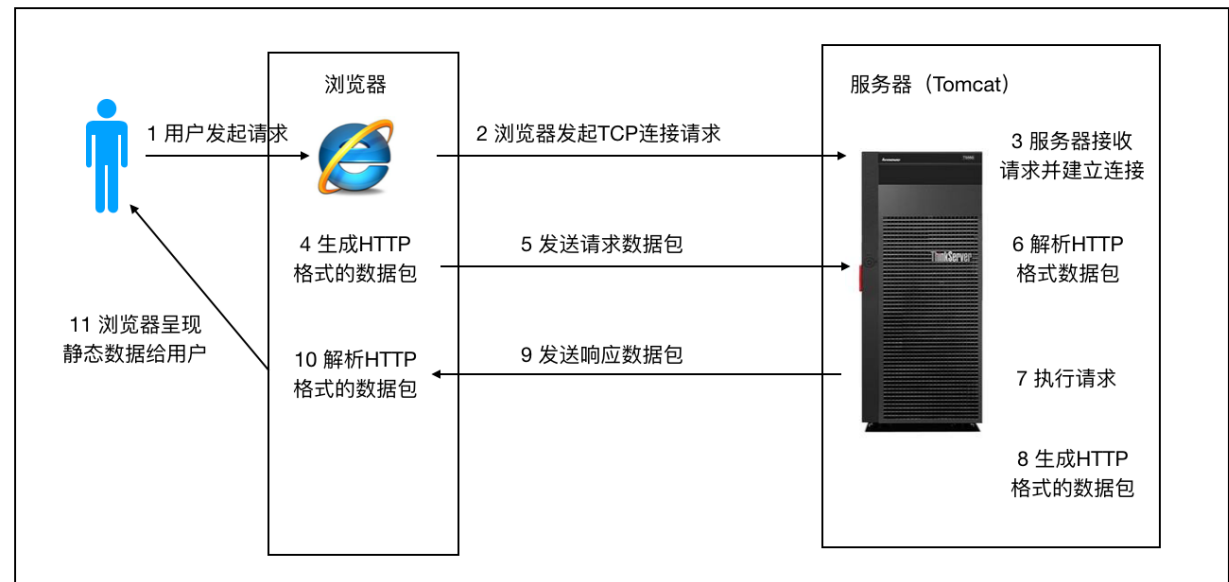 浏览器
服务器（Tomcat）
1 用户发起请求
2 浏览器发起TCP连接请求
3 服务器接收
请求并建立连接
4 生成HTTP
格式的数据包
5 发送请求数据包
6 解析HTTP
格式数据包
ThinkServer
7 执行请求
8 生成HTTP
格式的数据包
9 发送响应数据包
10 解析HTTP
格式的数据包
11 浏览器呈现
静态数据给用户